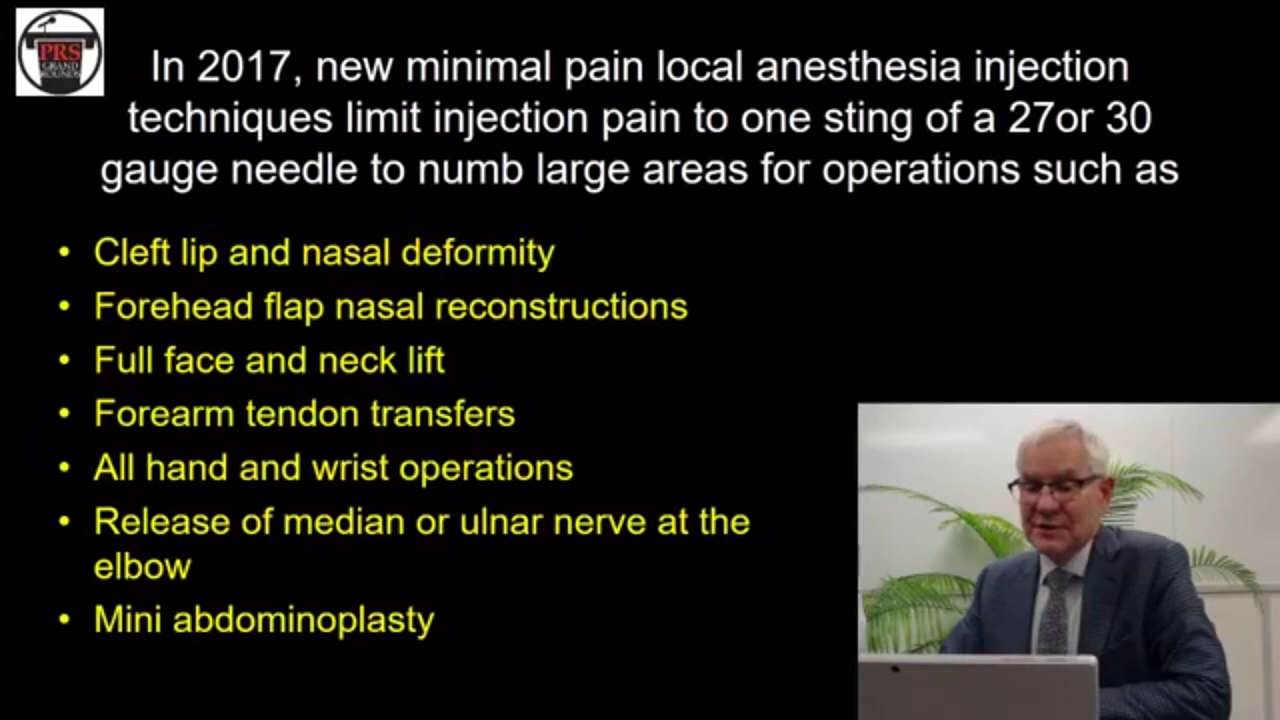 PRS
GRAND
ROUNDS
In 2017, new minimal pain local anesthesia injection
techniques limit injection pain to one sting of a 27or 30
gauge needle to numb large areas for operations such as
• Cleft lip and nasal deformity
• Forehead flap nasal reconstructions
• Full face and neck lift
• Forearm tendon transfers
• All hand and wrist operations
• Release of median or ulnar nerve at the
elbow
• Mini abdominoplasty